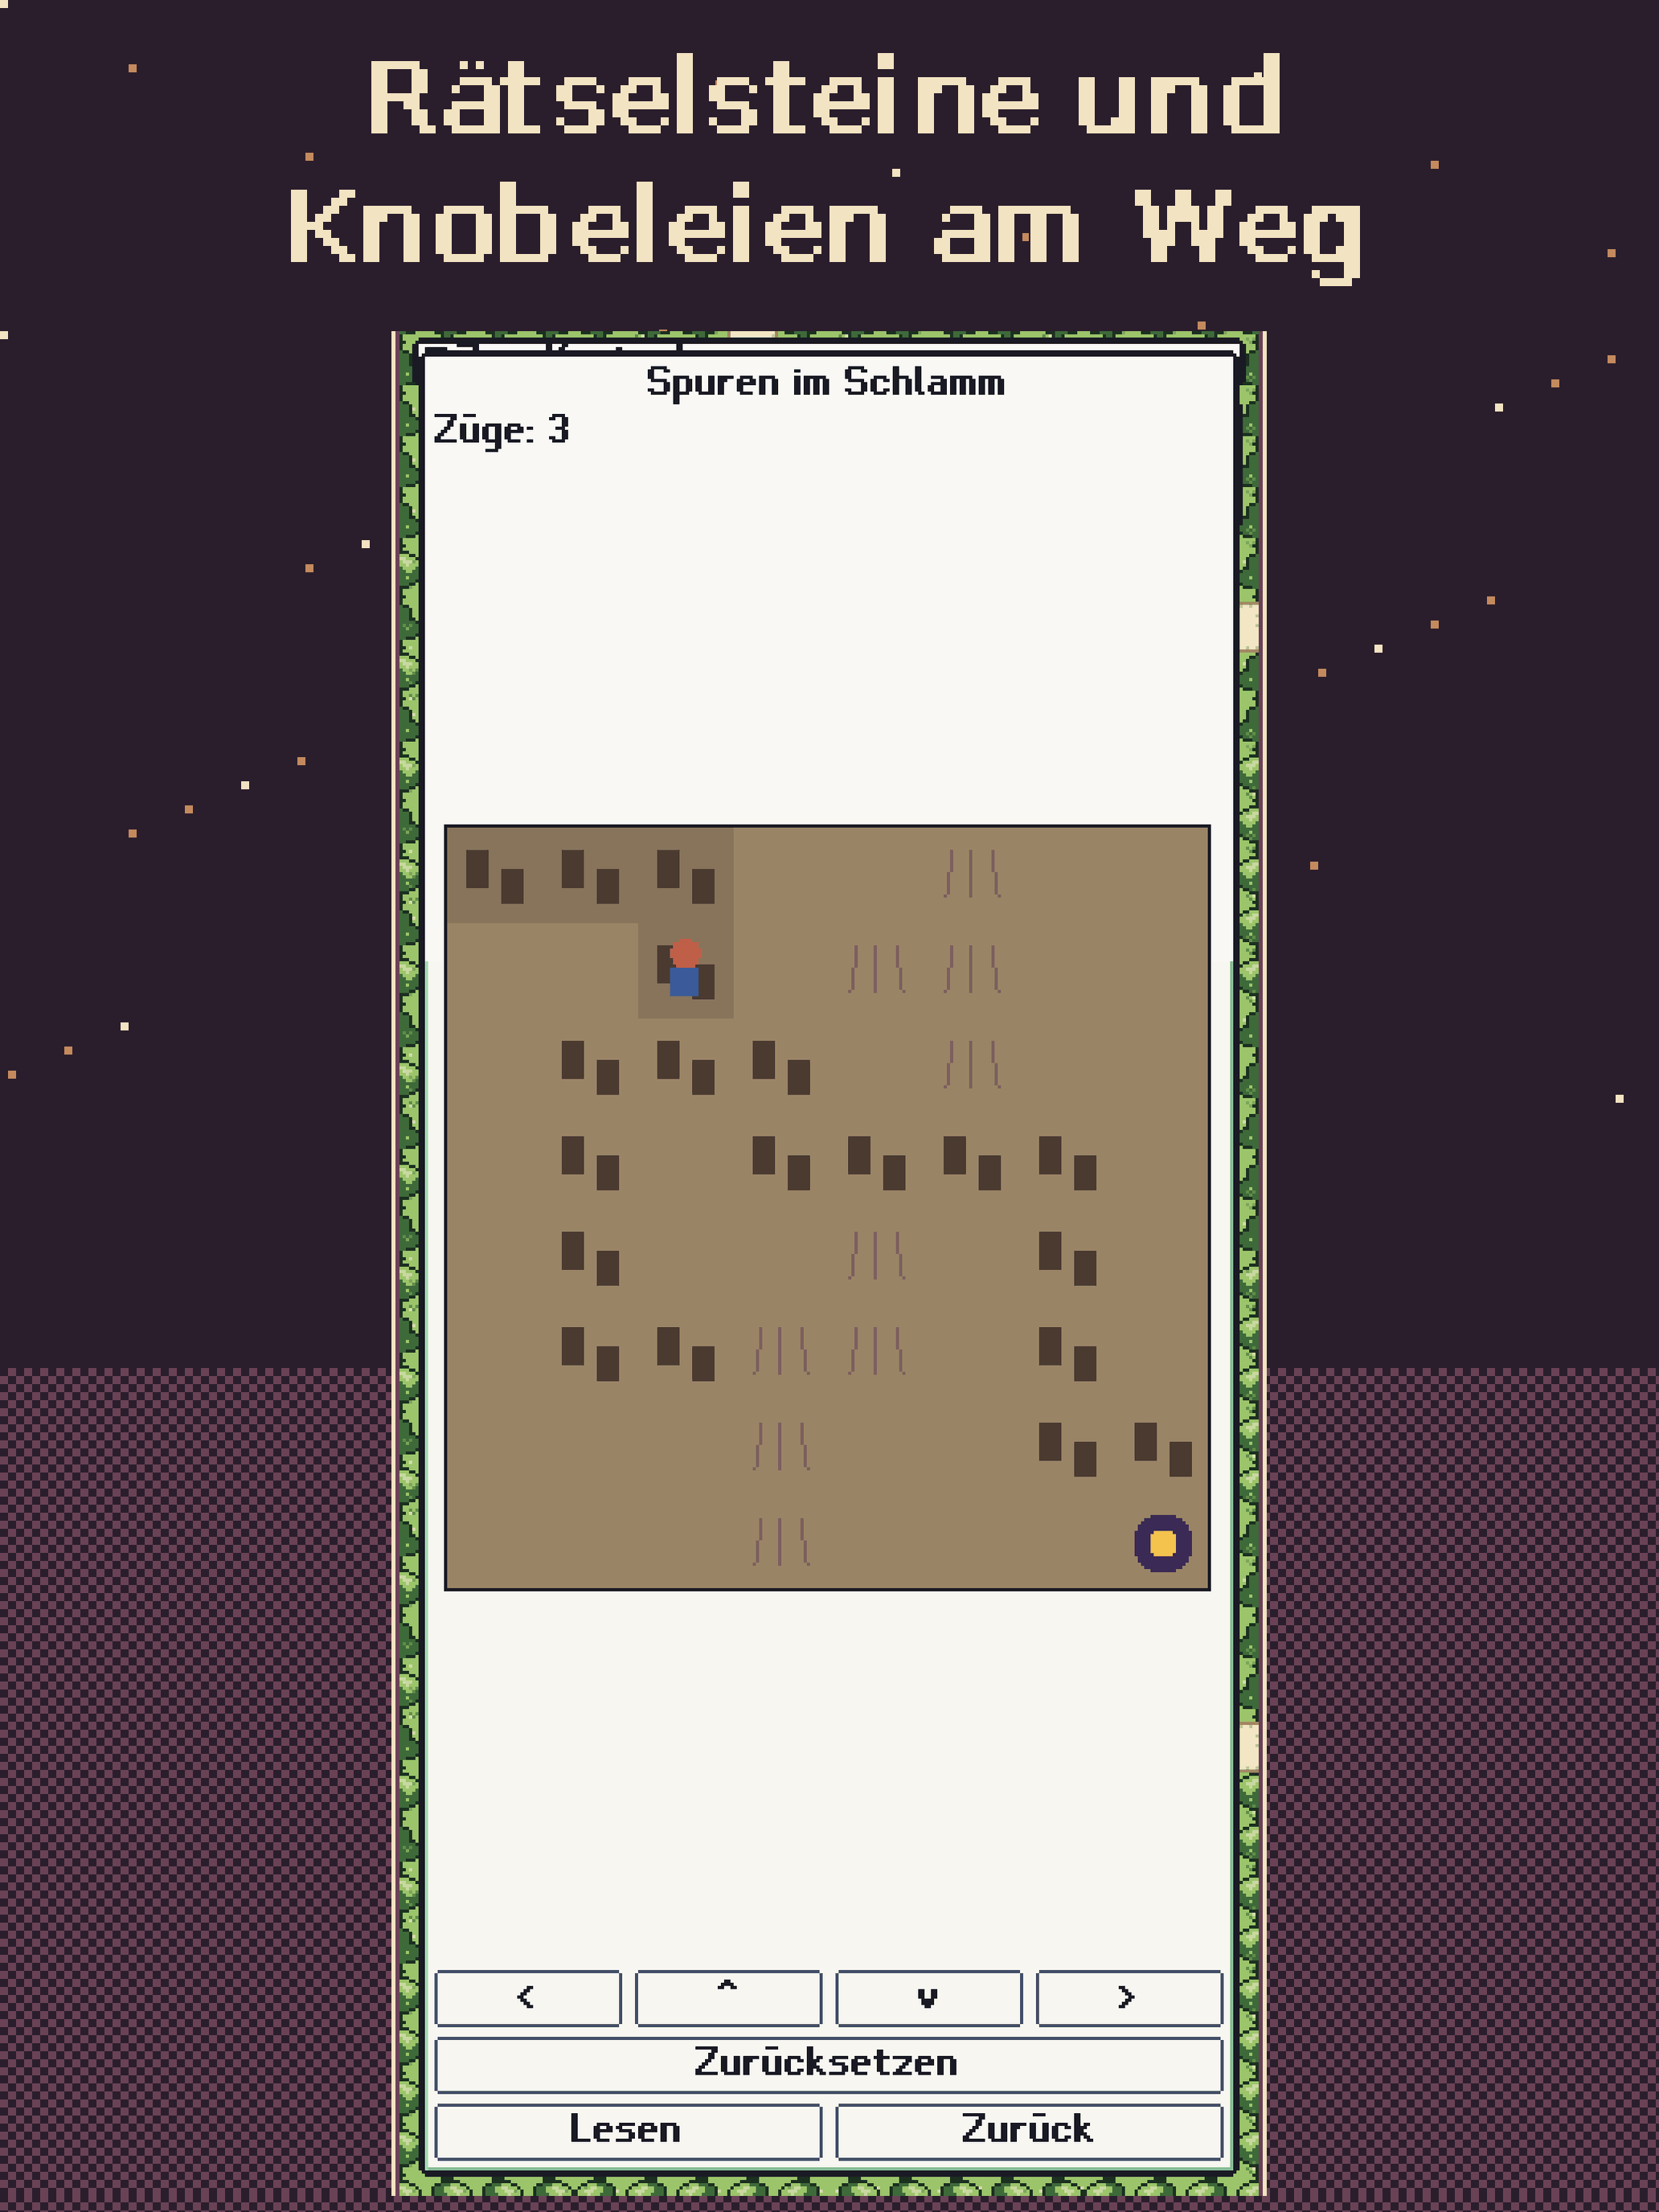 Rätselsteine und
Knobeleien am Weg
Spuren im Schlamm
Züge: 3
< ^ v >
Zurücksetzen
Lesen Zurück